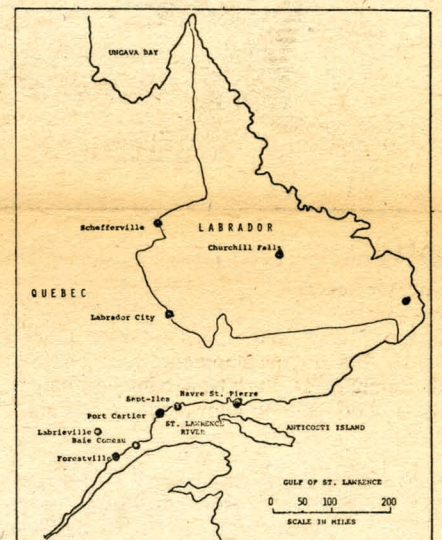 UNGAVA BAY
Schefferville
LABRADOR
Churchill Falls
QUEBEC
Labrador City
Sept-Iles
Havre St. Pierre
Port Cartier
ST. LAWRENCE
RIVER
ANTICOSTI ISLAND
Labrieville
Baie Comeau
Forestville
GULF OF ST. LAWRENCE
0 50 100 200
SCALE IN MILES